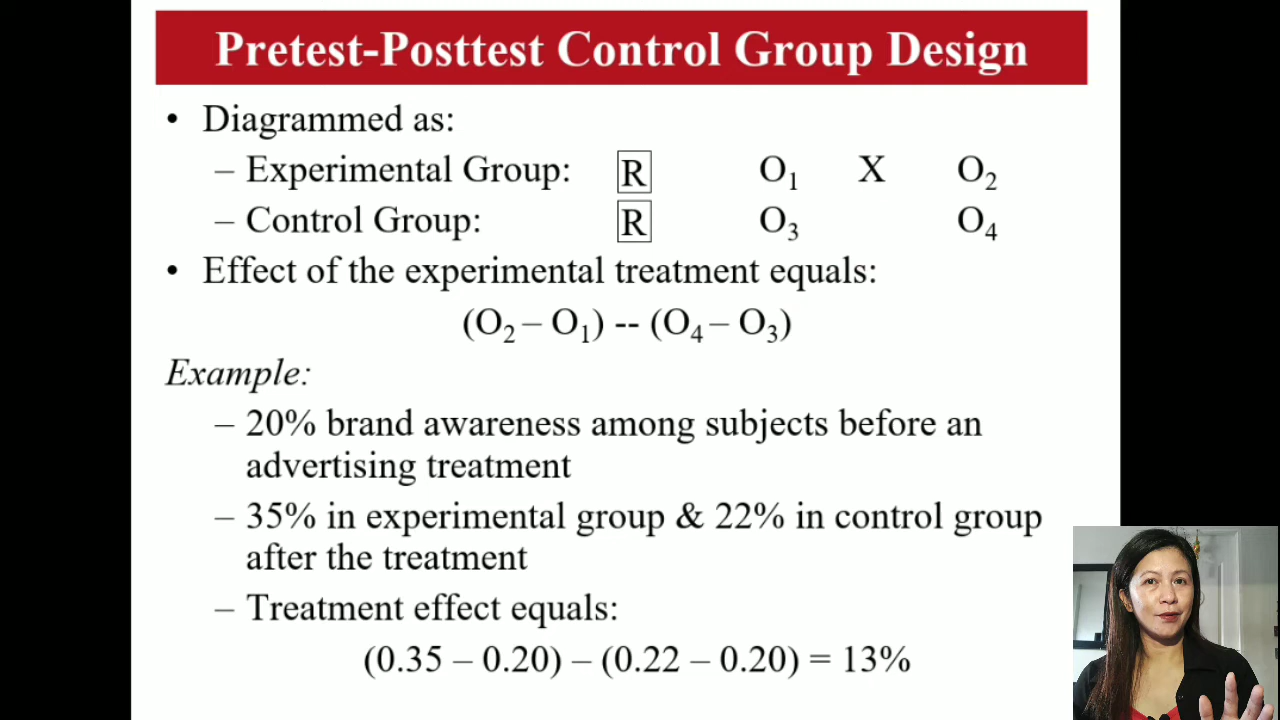 Pretest-Posttest Control Group Design
• Diagrammed as:
– Experimental Group: R O₁ X O₂
– Control Group: R O₃ O₄
• Effect of the experimental treatment equals:
(O₂ – O₁) -- (O₄ – O₃)
Example:
– 20% brand awareness among subjects before an
advertising treatment
– 35% in experimental group & 22% in control group
after the treatment
– Treatment effect equals:
(0.35 – 0.20) – (0.22 – 0.20) = 13%